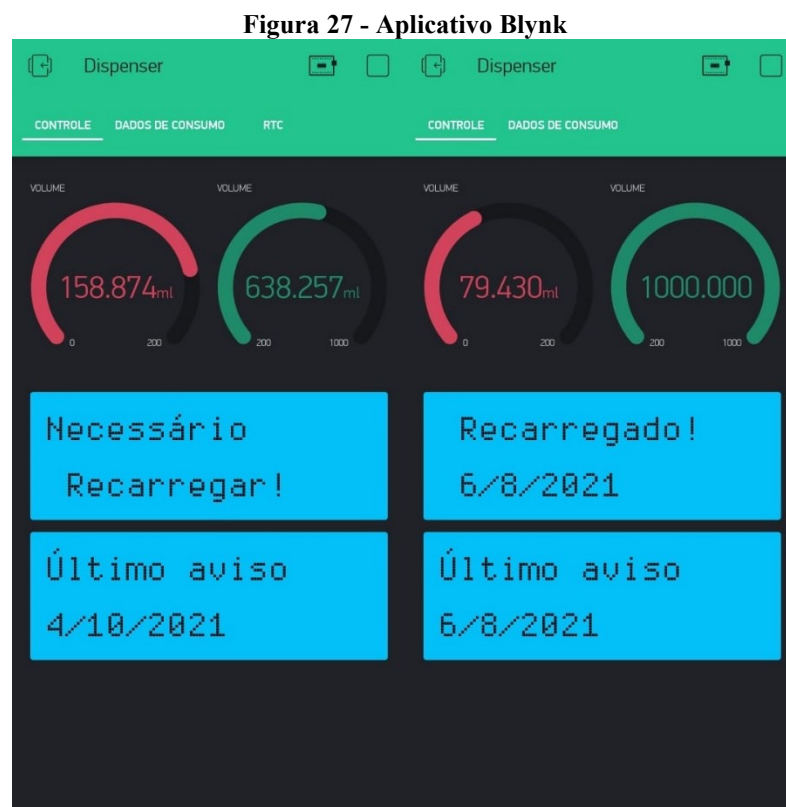 Figura 27 - Aplicativo Blynk
Dispenser
CONTROLE DADOS DE CONSUMO RTC
VOLUME VOLUME
158.874ml 638.257ml
0 200 200 1000
Necessário
Recarregar!
Último aviso
4/10/2021
Dispenser
CONTROLE DADOS DE CONSUMO
VOLUME VOLUME
79.430ml 1000.000
0 200 200 1000
Recarregado!
6/8/2021
Último aviso
6/8/2021